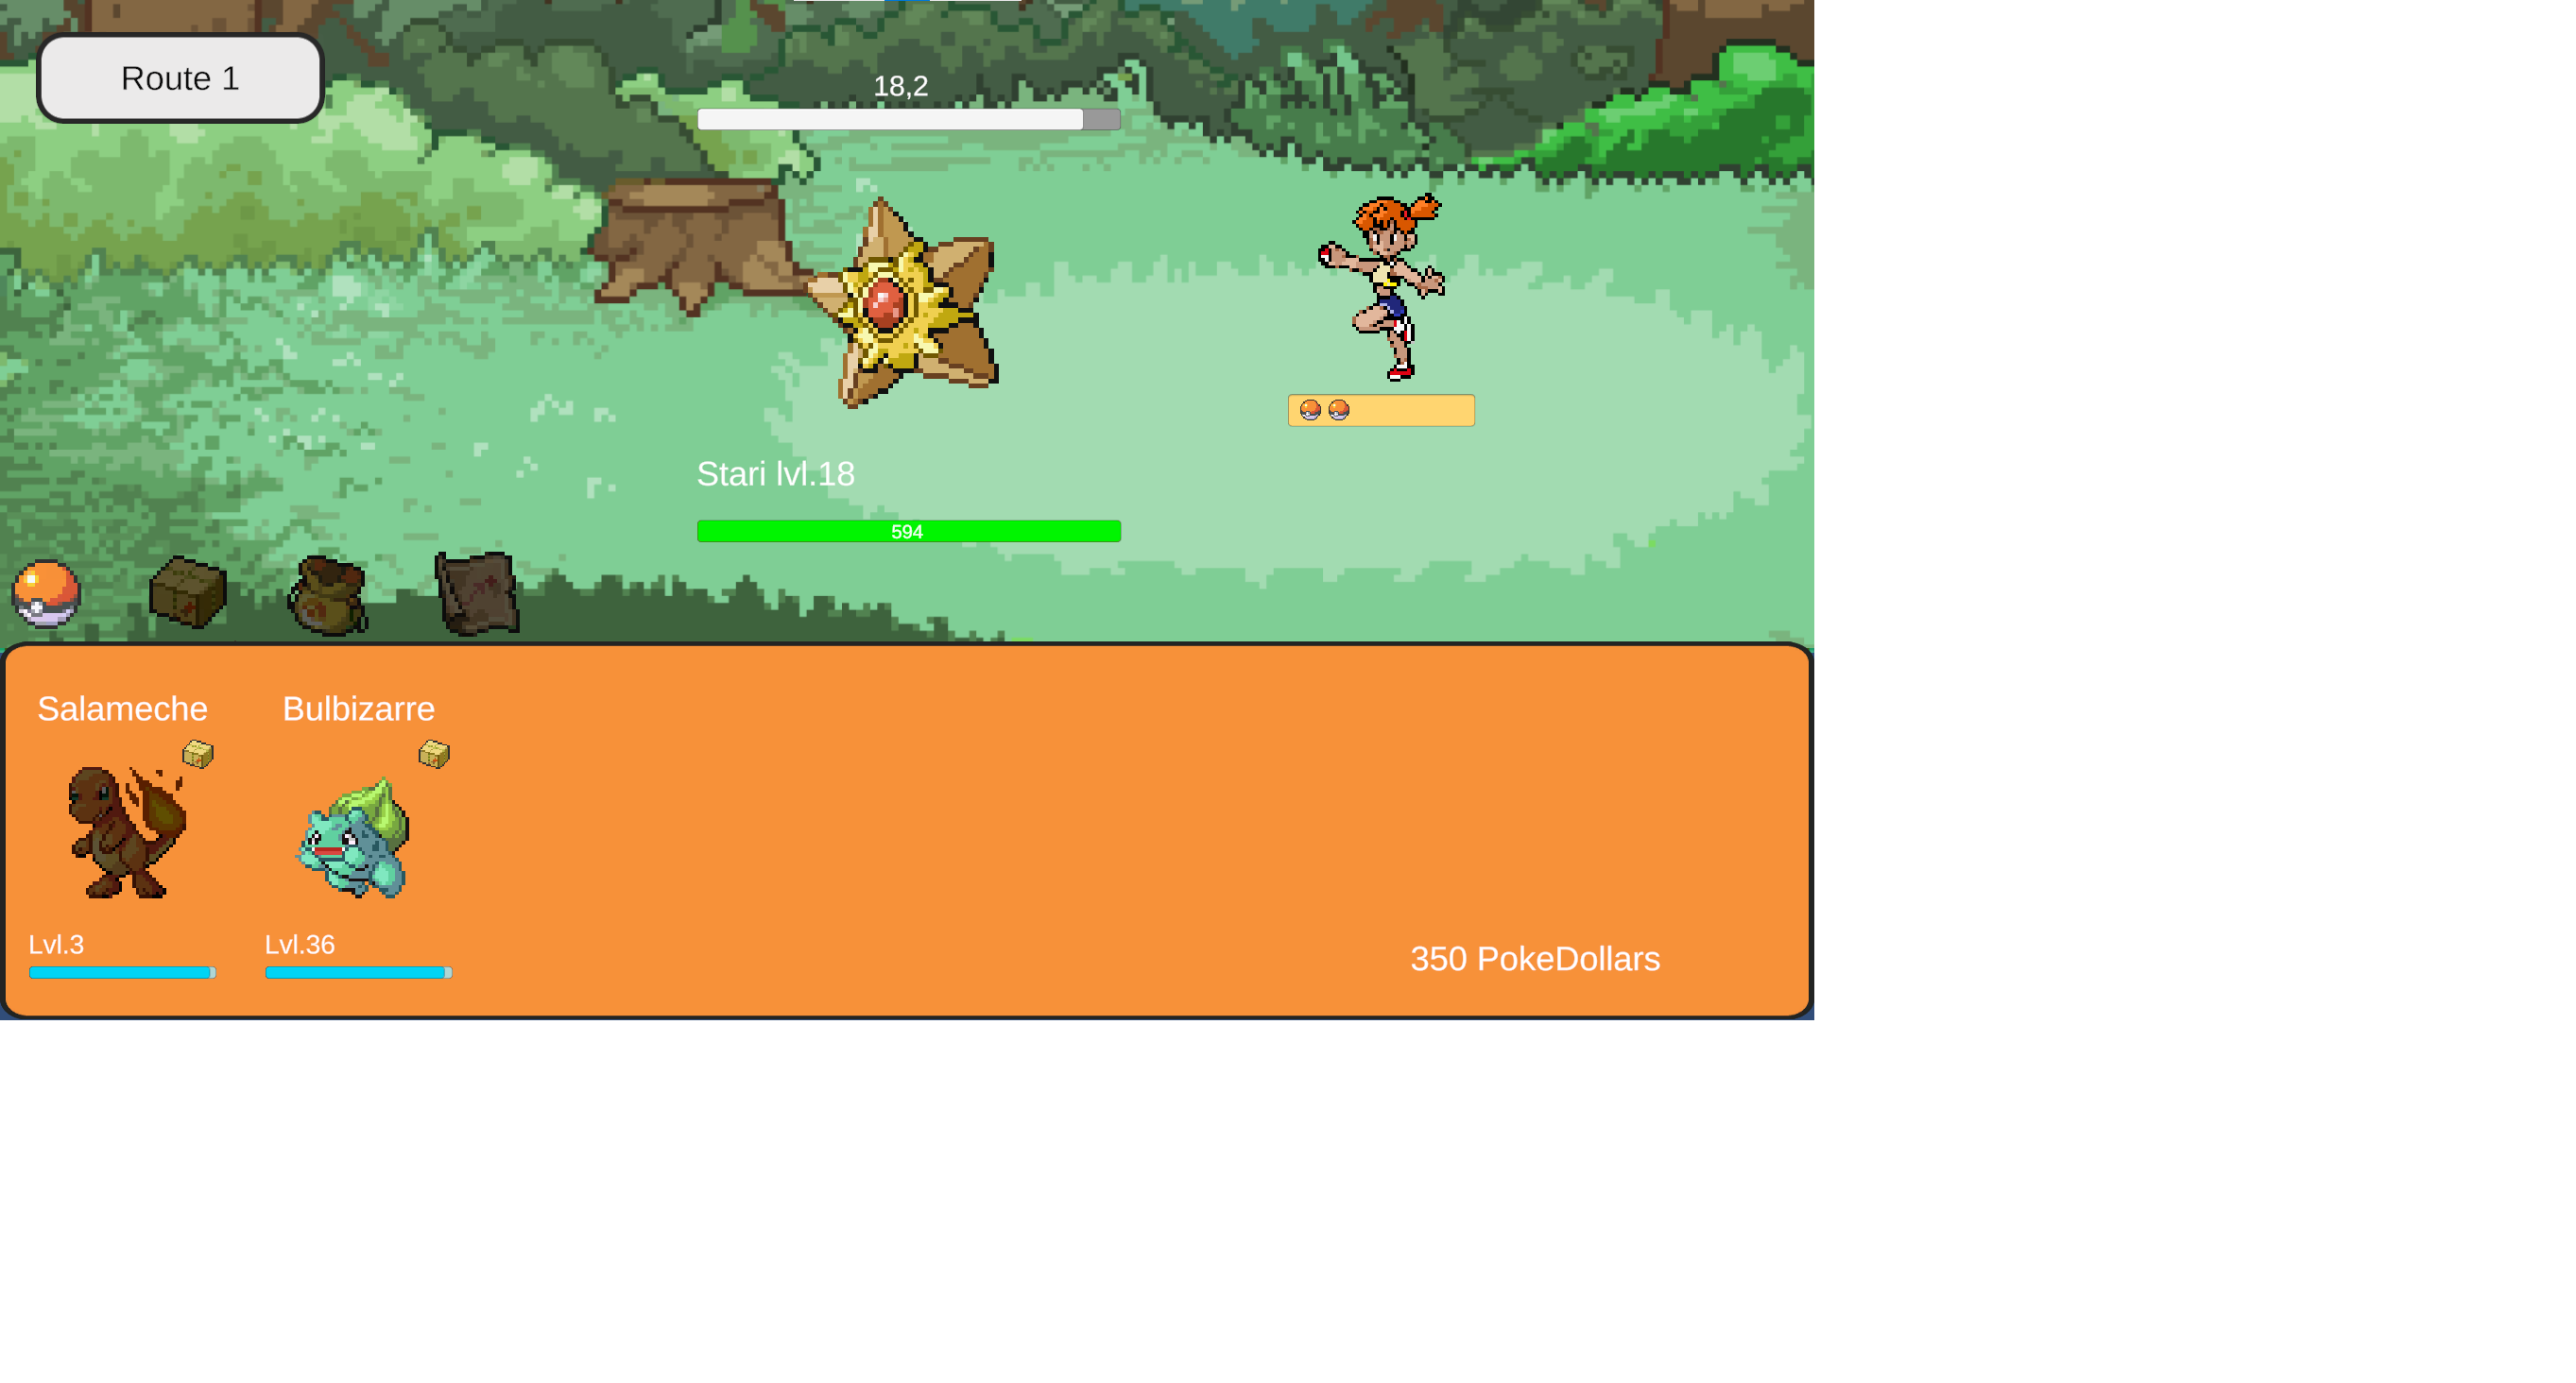 Route 1
18,2
Stari lvl.18
594
Salameche
Bulbizarre
Lvl.3
Lvl.36
350 PokeDollars